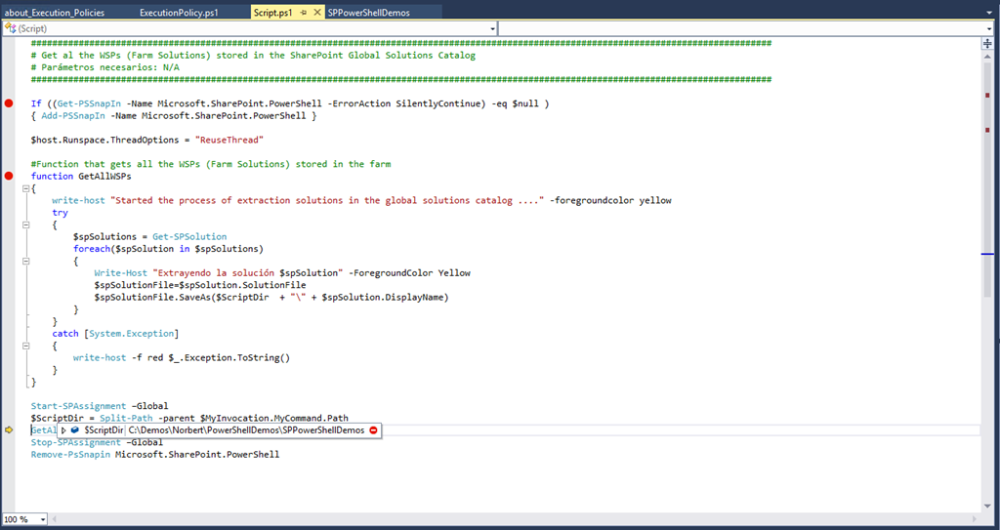 about_Execution_Policies ExecutionPolicy.ps1 Script.ps1 SPPowerShellDemos
(Script)
################################################################################################################################################
# Get al the WSPs (Farm Solutions) stored in the SharePoint Global Solutions Catalog
# Parámetros necesarios: N/A
################################################################################################################################################
If ((Get-PSSnapIn -Name Microsoft.SharePoint.PowerShell -ErrorAction SilentlyContinue) -eq $null )
{ Add-PSSnapIn -Name Microsoft.SharePoint.PowerShell }
$host.Runspace.ThreadOptions = "ReuseThread"
#Function that gets all the WSPs (Farm Solutions) stored in the farm
function GetAllWSPs
{
write-host "Started the process of extraction solutions in the global solutions catalog ...." -foregroundcolor yellow
try
{
$spSolutions = Get-SPSolution
foreach($spSolution in $spSolutions)
{
Write-Host "Extrayendo la solución $spSolution" -ForegroundColor Yellow
$spSolutionFile=$spSolution.SolutionFile
$spSolutionFile.SaveAs($ScriptDir + "\" + $spSolution.DisplayName)
}
}
catch [System.Exception]
{
write-host -f red $_.Exception.ToString()
}
}
Start-SPAssignment –Global
$ScriptDir = Split-Path -parent $MyInvocation.MyCommand.Path
GetAl $ScriptDir C:\Demos\Norbert\PowerShellDemos\SPPowerShellDemos
Stop-SPAssignment –Global
Remove-PsSnapin Microsoft.SharePoint.PowerShell
100 %